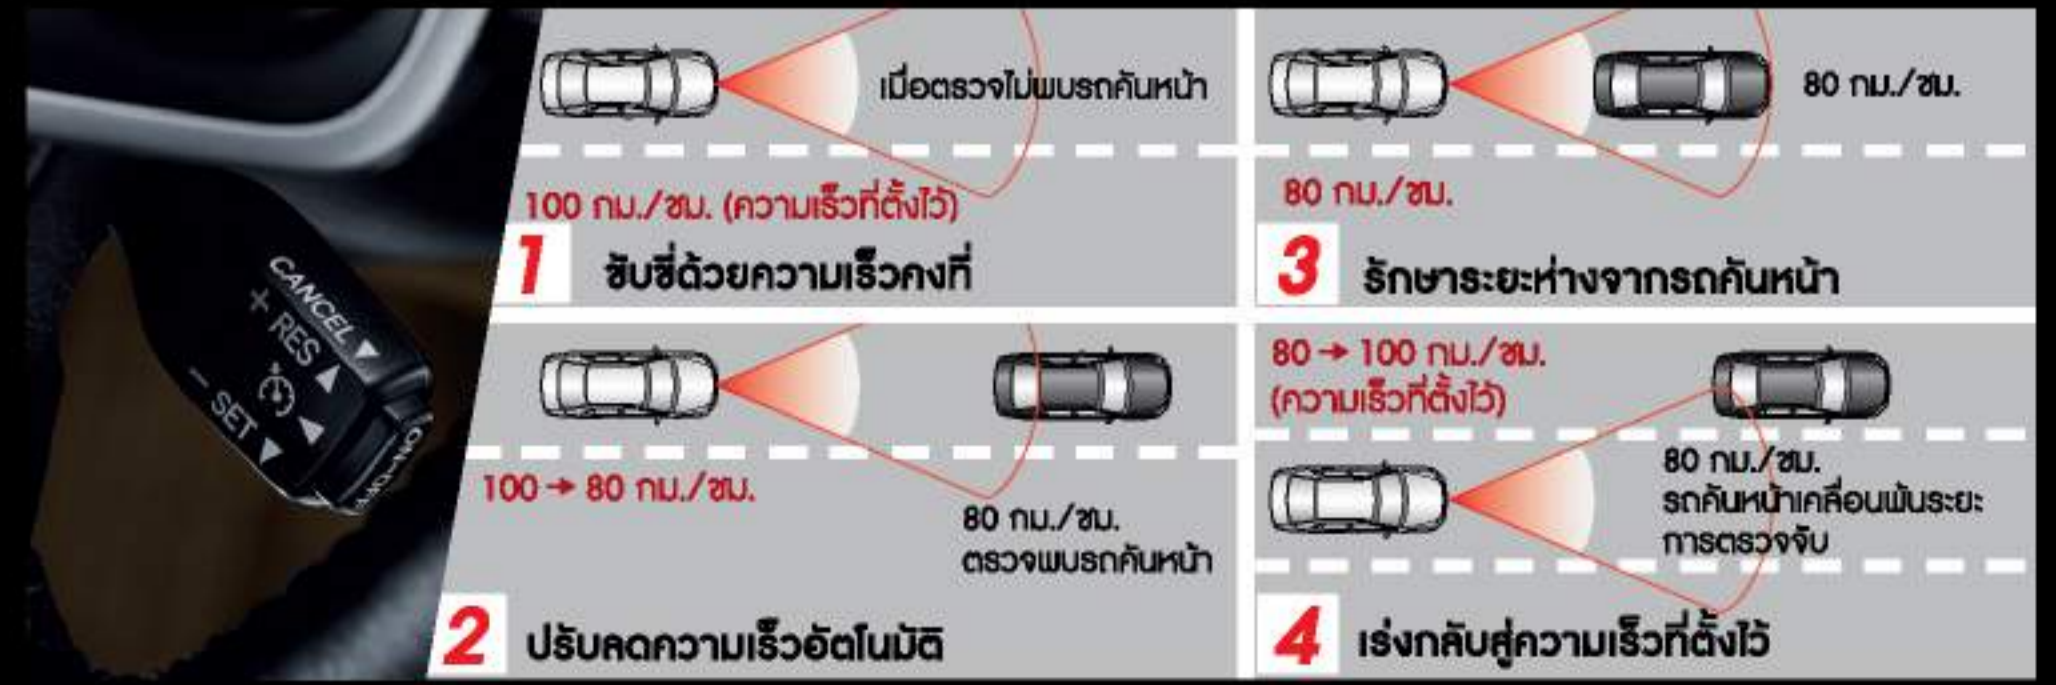 CANCEL ▼
+ RES ▲
− SET ▼
ON-OFF
เมื่อตรวจไม่พบรถคันหน้า
100 กม./ชม. (ความเร็วที่ตั้งไว้)
1 ขับขี่ด้วยความเร็วคงที่
100 → 80 กม./ชม.
80 กม./ชม.
ตรวจพบรถคันหน้า
2 ปรับลดความเร็วอัตโนมัติ
80 กม./ชม.
80 กม./ชม.
3 รักษาระยะห่างจากรถคันหน้า
80 → 100 กม./ชม.
(ความเร็วที่ตั้งไว้)
80 กม./ชม.
รถคันหน้าเคลื่อนพ้นระยะ
การตรวจจับ
4 เร่งกลับสู่ความเร็วที่ตั้งไว้